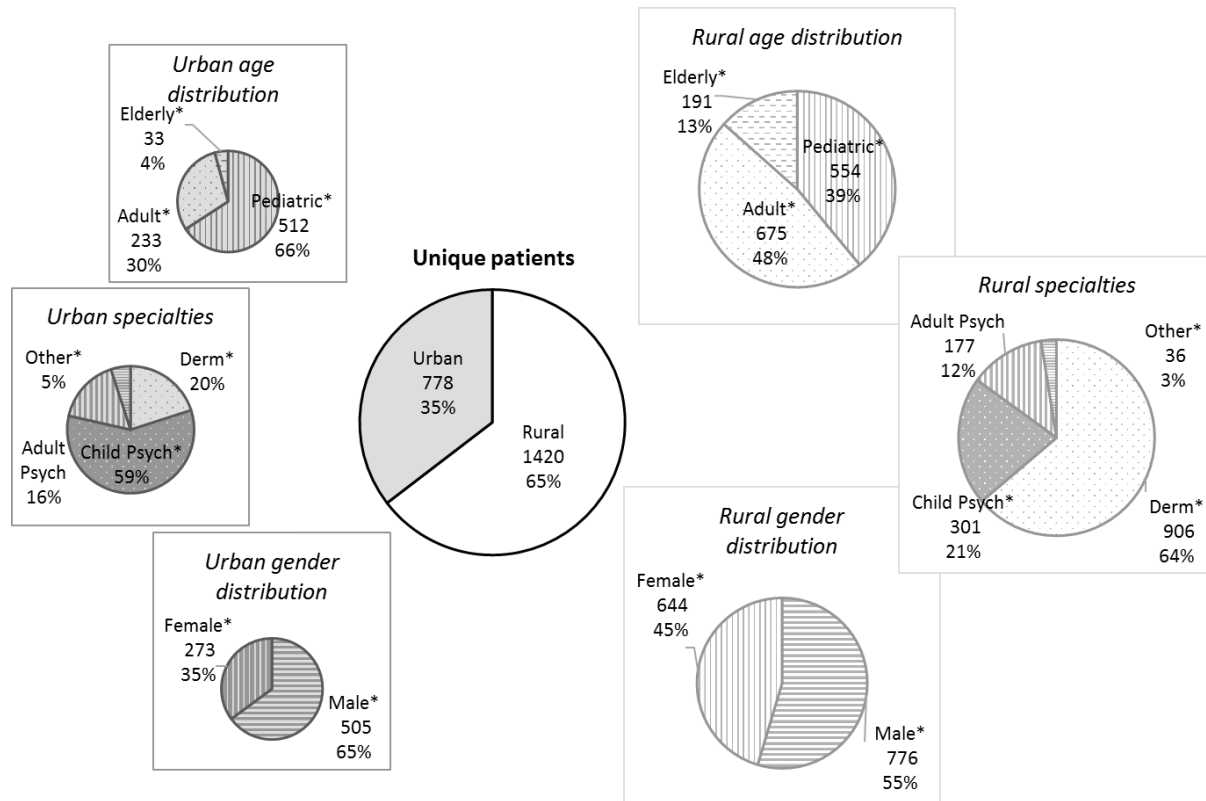 Urban age
distribution
Elderly*
33
4%
Adult*
233
30%
Pediatric*
512
66%
Rural age distribution
Elderly*
191
13%
Pediatric*
554
39%
Adult*
675
48%
Unique patients
Urban
778
35%
Rural
1420
65%
Urban specialties
Other*
5%
Derm*
20%
Adult
Psych
16%
Child Psych*
59%
Rural specialties
Adult Psych
177
12%
Other*
36
3%
Child Psych*
301
21%
Derm*
906
64%
Urban gender
distribution
Female*
273
35%
Male*
505
65%
Rural gender
distribution
Female*
644
45%
Male*
776
55%